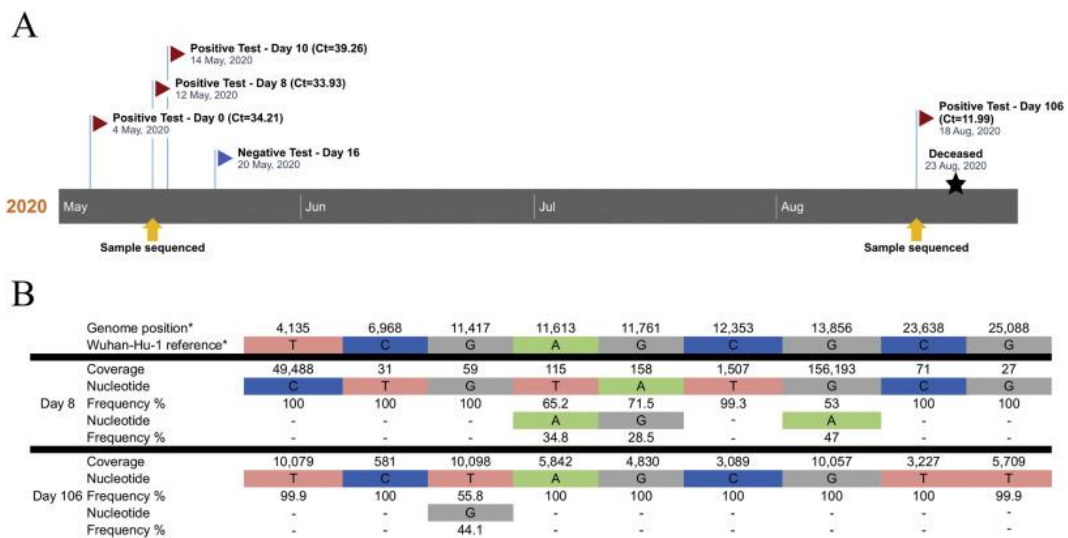 A
Positive Test - Day 10 (Ct=39.26)
14 May, 2020
Positive Test - Day 8 (Ct=33.93)
12 May, 2020
Positive Test - Day 0 (Ct=34.21)
4 May, 2020
Negative Test - Day 16
20 May, 2020
Positive Test - Day 106
(Ct=11.99)
18 Aug, 2020
Deceased
23 Aug, 2020
2020 May Jun Jul Aug
Sample sequenced Sample sequenced
B
Genome position* 4,135 6,968 11,417 11,613 11,761 12,353 13,856 23,638 25,088
Wuhan-Hu-1 reference* T C G A G C G C G
Coverage 49,488 31 59 115 158 1,507 156,193 71 27
Nucleotide C T G T A T G C G
Day 8 Frequency % 100 100 100 65.2 71.5 99.3 53 100 100
Nucleotide - - - A G - A - -
Frequency % - - - 34.8 28.5 - 47 - -
Coverage 10,079 581 10,098 5,842 4,830 3,089 10,057 3,227 5,709
Nucleotide T C T A G C G T T
Day 106 Frequency % 99.9 100 55.8 100 100 100 100 100 99.9
Nucleotide - - G - - - - - -
Frequency % - - 44.1 - - - - - -